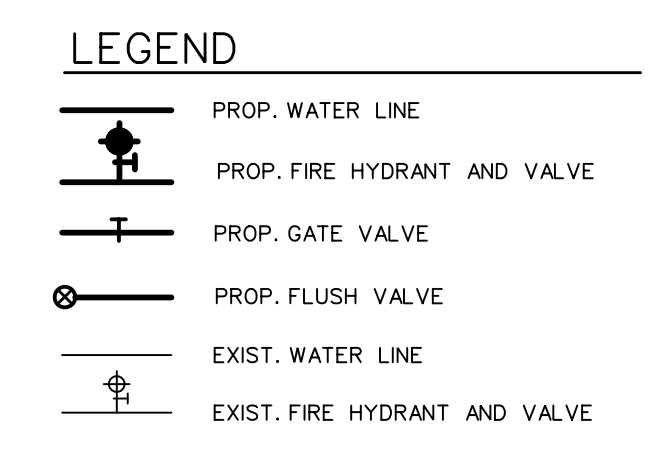 LEGEND
PROP. WATER LINE
PROP. FIRE HYDRANT AND VALVE
PROP. GATE VALVE
PROP. FLUSH VALVE
EXIST. WATER LINE
EXIST. FIRE HYDRANT AND VALVE